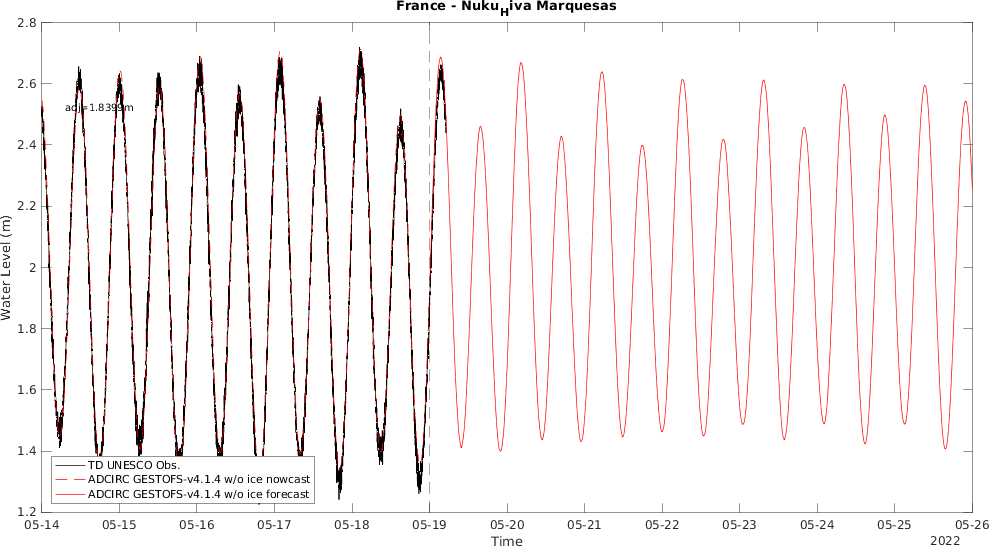 France - Nuku Hiva Marquesas
2.8
2.6
2.4
2.2
2
1.8
1.6
1.4
1.2
Water Level (m)
adj=1.8399m
TD UNESCO Obs.
ADCIRC GESTOFS-v4.1.4 w/o ice nowcast
ADCIRC GESTOFS-v4.1.4 w/o ice forecast
05-14 05-15 05-16 05-17 05-18 05-19 05-20 05-21 05-22 05-23 05-24 05-25 05-26
Time
2022